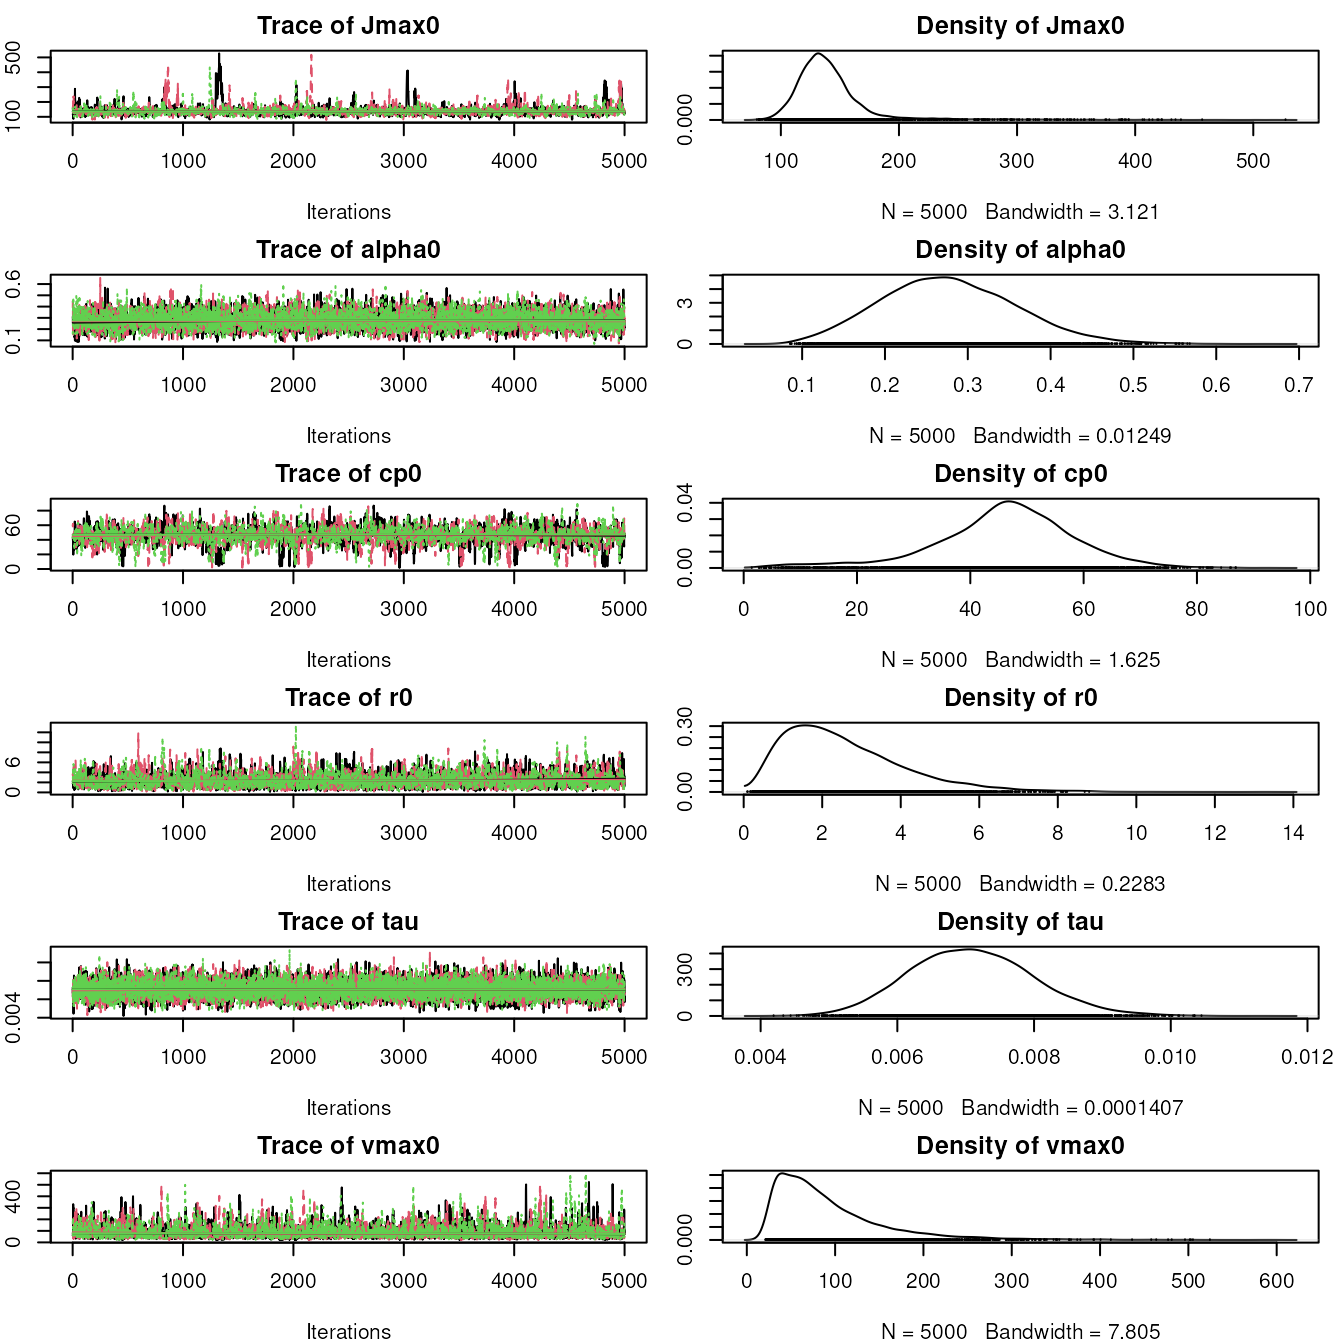 Trace of Jmax0
Density of Jmax0
100 500
0.000
0 1000 2000 3000 4000 5000
100 200 300 400 500
Iterations
N = 5000 Bandwidth = 3.121
Trace of alpha0
Density of alpha0
0.1 0.6
0 3
0 1000 2000 3000 4000 5000
0.1 0.2 0.3 0.4 0.5 0.6 0.7
Iterations
N = 5000 Bandwidth = 0.01249
Trace of cp0
Density of cp0
0 60
0.00 0.04
0 1000 2000 3000 4000 5000
0 20 40 60 80 100
Iterations
N = 5000 Bandwidth = 1.625
Trace of r0
Density of r0
0 6
0.00 0.30
0 1000 2000 3000 4000 5000
0 2 4 6 8 10 12 14
Iterations
N = 5000 Bandwidth = 0.2283
Trace of tau
Density of tau
0.004
0 300
0 1000 2000 3000 4000 5000
0.004 0.006 0.008 0.010 0.012
Iterations
N = 5000 Bandwidth = 0.0001407
Trace of vmax0
Density of vmax0
0 400
0.000
0 1000 2000 3000 4000 5000
0 100 200 300 400 500 600
Iterations
N = 5000 Bandwidth = 7.805